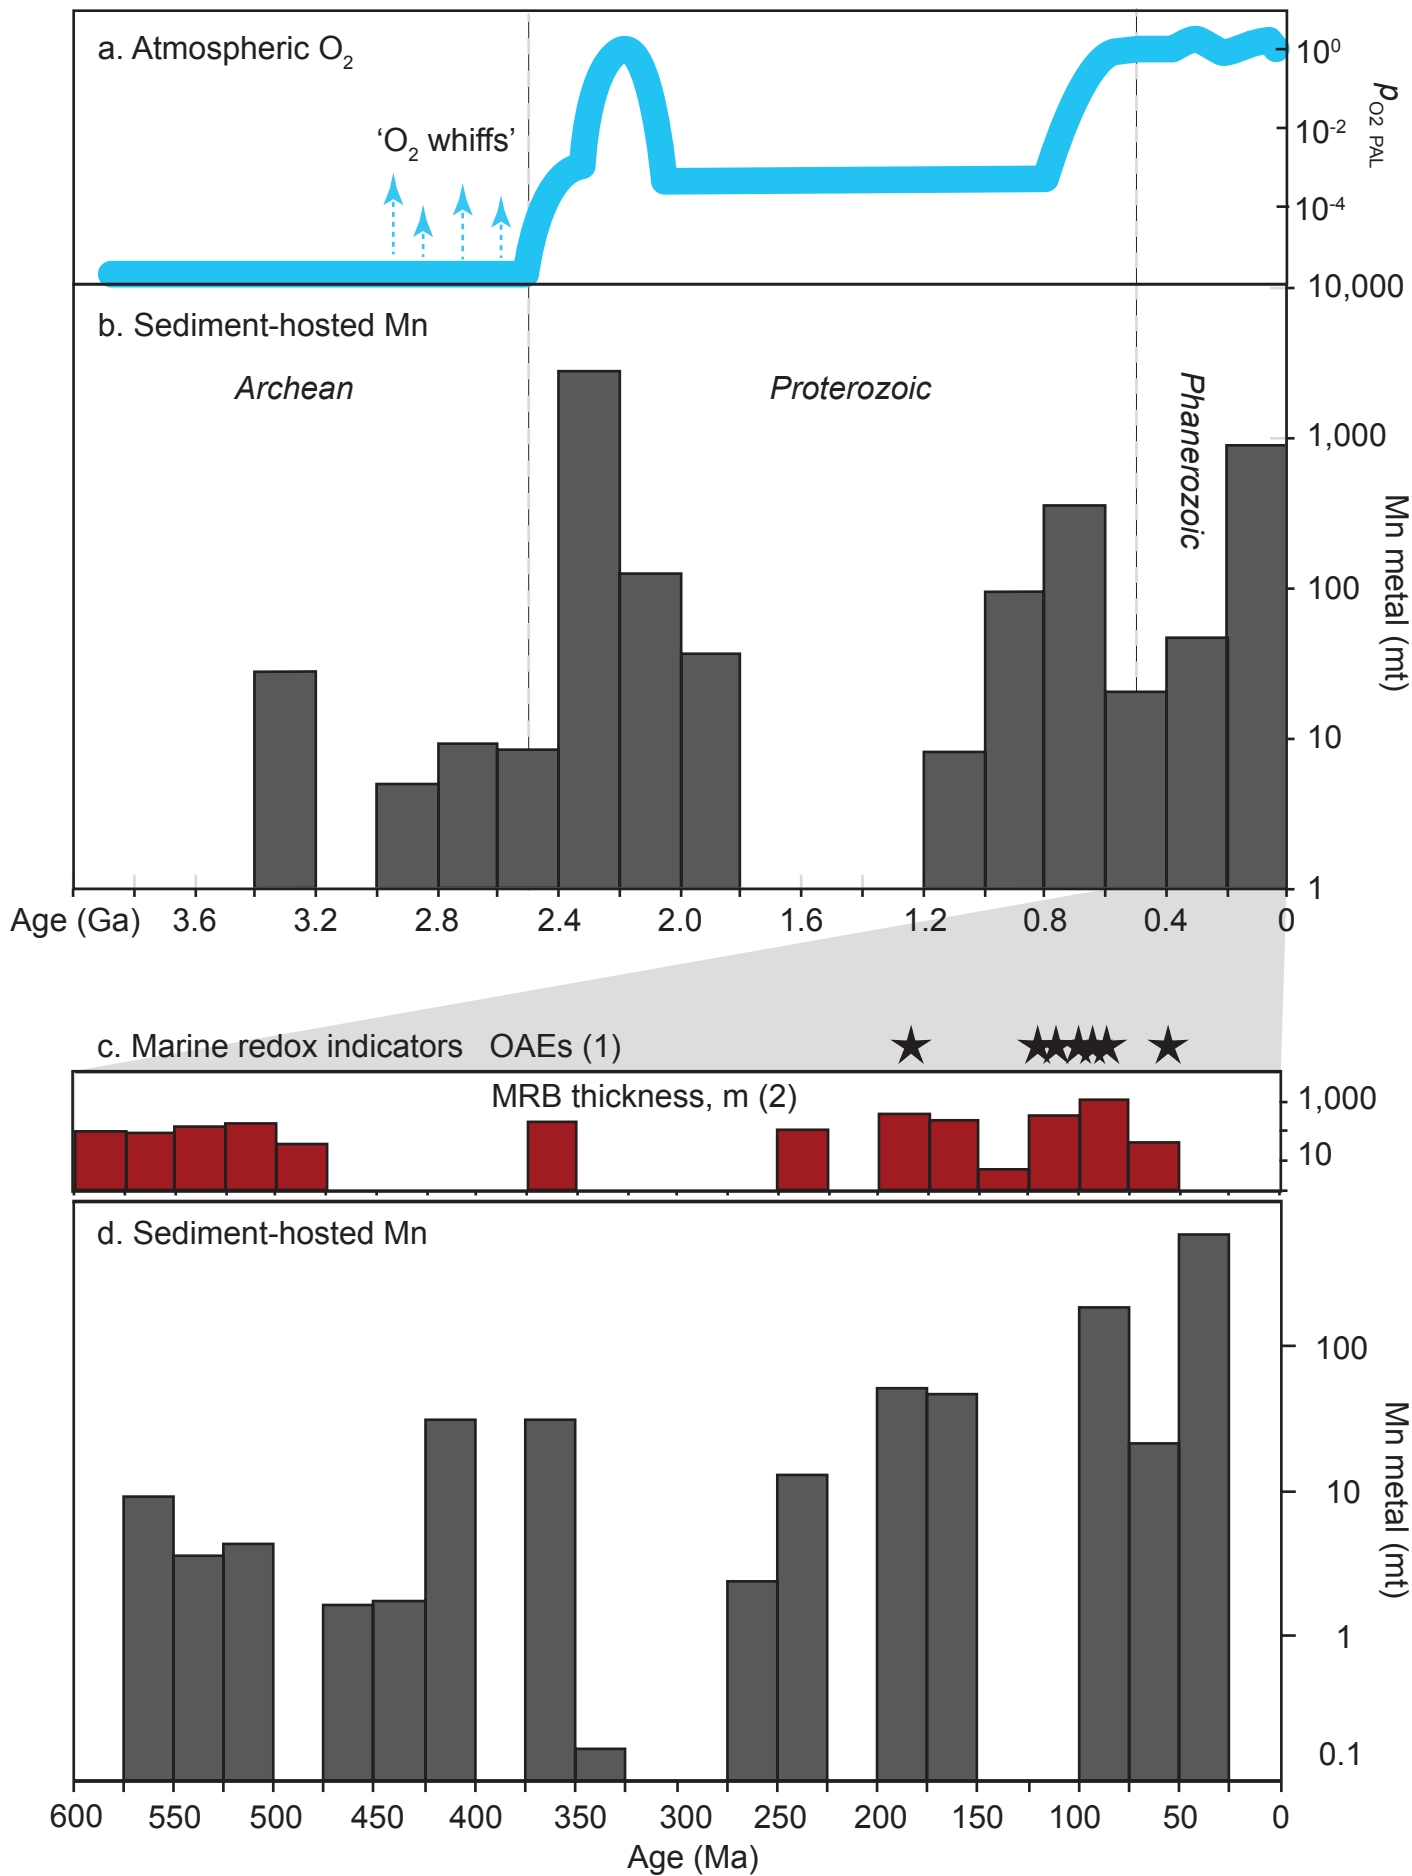 a. Atmospheric O2
10^0
pO2 PAL
'O2 whiffs'
10^-2
10^-4
10,000
b. Sediment-hosted Mn
Archean
Proterozoic
Phanerozoic
1,000
Mn metal (mt)
100
10
1
Age (Ga) 3.6 3.2 2.8 2.4 2.0 1.6 1.2 0.8 0.4 0
c. Marine redox indicators OAEs (1)
MRB thickness, m (2)
1,000
10
d. Sediment-hosted Mn
100
Mn metal (mt)
10
1
0.1
600 550 500 450 400 350 300 250 200 150 100 50 0
Age (Ma)